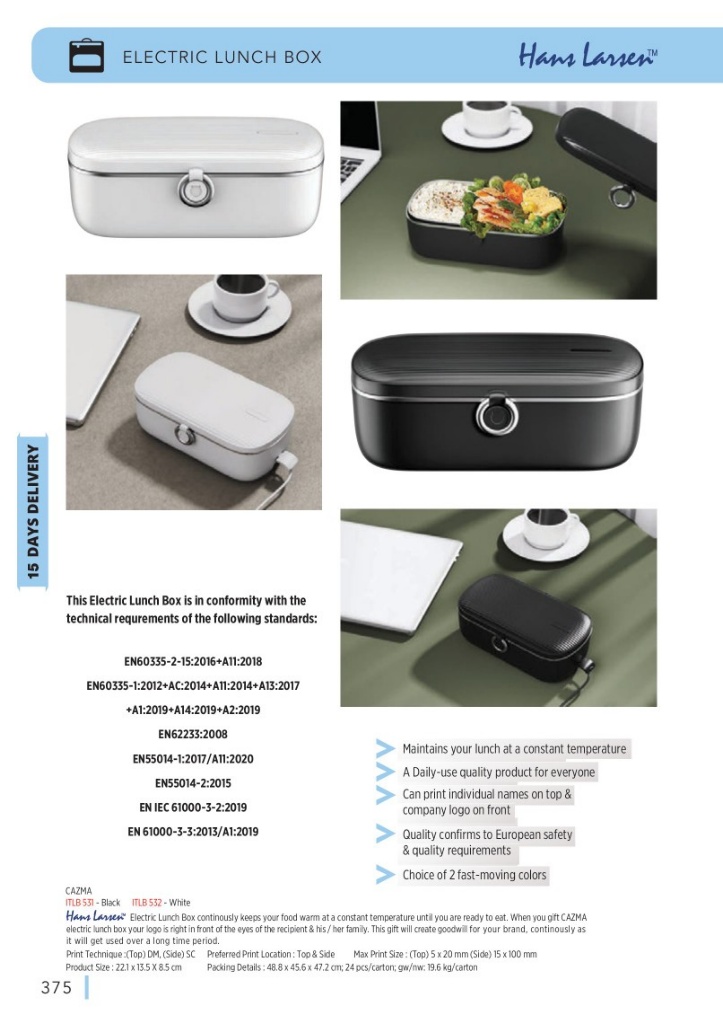 ELECTRIC LUNCH BOX
Hans Larsen™
15 DAYS DELIVERY
This Electric Lunch Box is in conformity with the
technical requrements of the following standards:
EN60335-2-15:2016+A11:2018
EN60335-1:2012+AC:2014+A11:2014+A13:2017
+A1:2019+A14:2019+A2:2019
EN62233:2008
EN55014-1:2017/A11:2020
EN55014-2:2015
EN IEC 61000-3-2:2019
EN 61000-3-3:2013/A1:2019
Maintains your lunch at a constant temperature
A Daily-use quality product for everyone
Can print individual names on top &
company logo on front
Quality confirms to European safety
& quality requirements
Choice of 2 fast-moving colors
CAZMA
ITLB 531 - Black ITLB 532 - White
Hans Larsen™ Electric Lunch Box continously keeps your food warm at a constant temperature until you are ready to eat. When you gift CAZMA
electric lunch box your logo is right in front of the eyes of the recipient & his / her family. This gift will create goodwill for your brand, continously as
it will get used over a long time period.
Print Technique :(Top) DM, (Side) SC Preferred Print Location : Top & Side Max Print Size : (Top) 5 x 20 mm (Side) 15 x 100 mm
Product Size : 22.1 x 13.5 X 8.5 cm Packing Details : 48.8 x 45.6 x 47.2 cm; 24 pcs/carton; gw/nw: 19.6 kg/carton
375